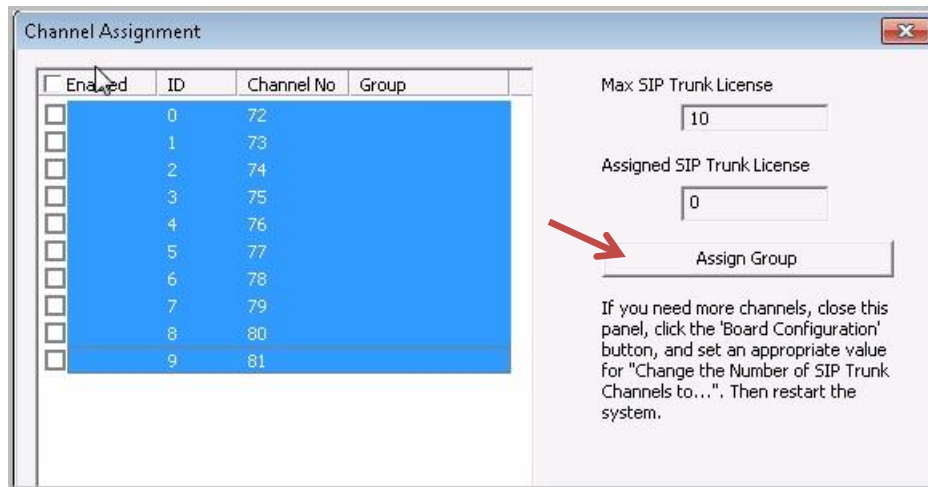 Channel Assignment
Enabled ID Channel No Group
0 72
1 73
2 74
3 75
4 76
5 77
6 78
7 79
8 80
9 81
Max SIP Trunk License
10
Assigned SIP Trunk License
0
Assign Group
If you need more channels, close this
panel, click the 'Board Configuration'
button, and set an appropriate value
for "Change the Number of SIP Trunk
Channels to...". Then restart the
system.